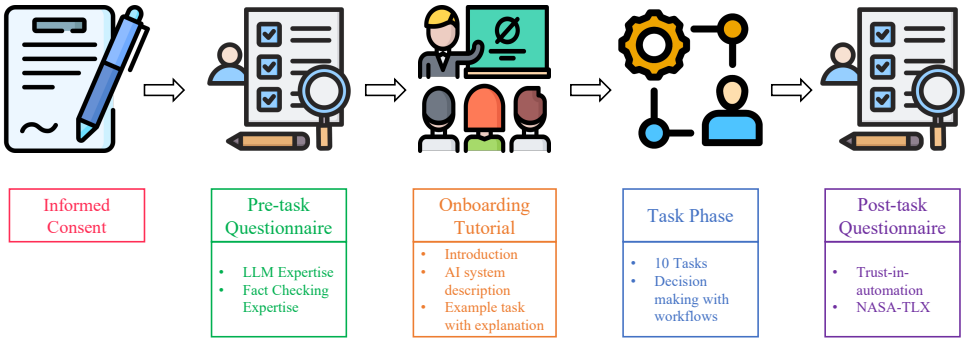 Informed
Consent
Pre-task
Questionnaire
• LLM Expertise
• Fact Checking
Expertise
Onboarding
Tutorial
• Introduction
• AI system
description
• Example task
with explanation
Task Phase
• 10 Tasks
• Decision
making with
workflows
Post-task
Questionnaire
• Trust-in-
automation
• NASA-TLX